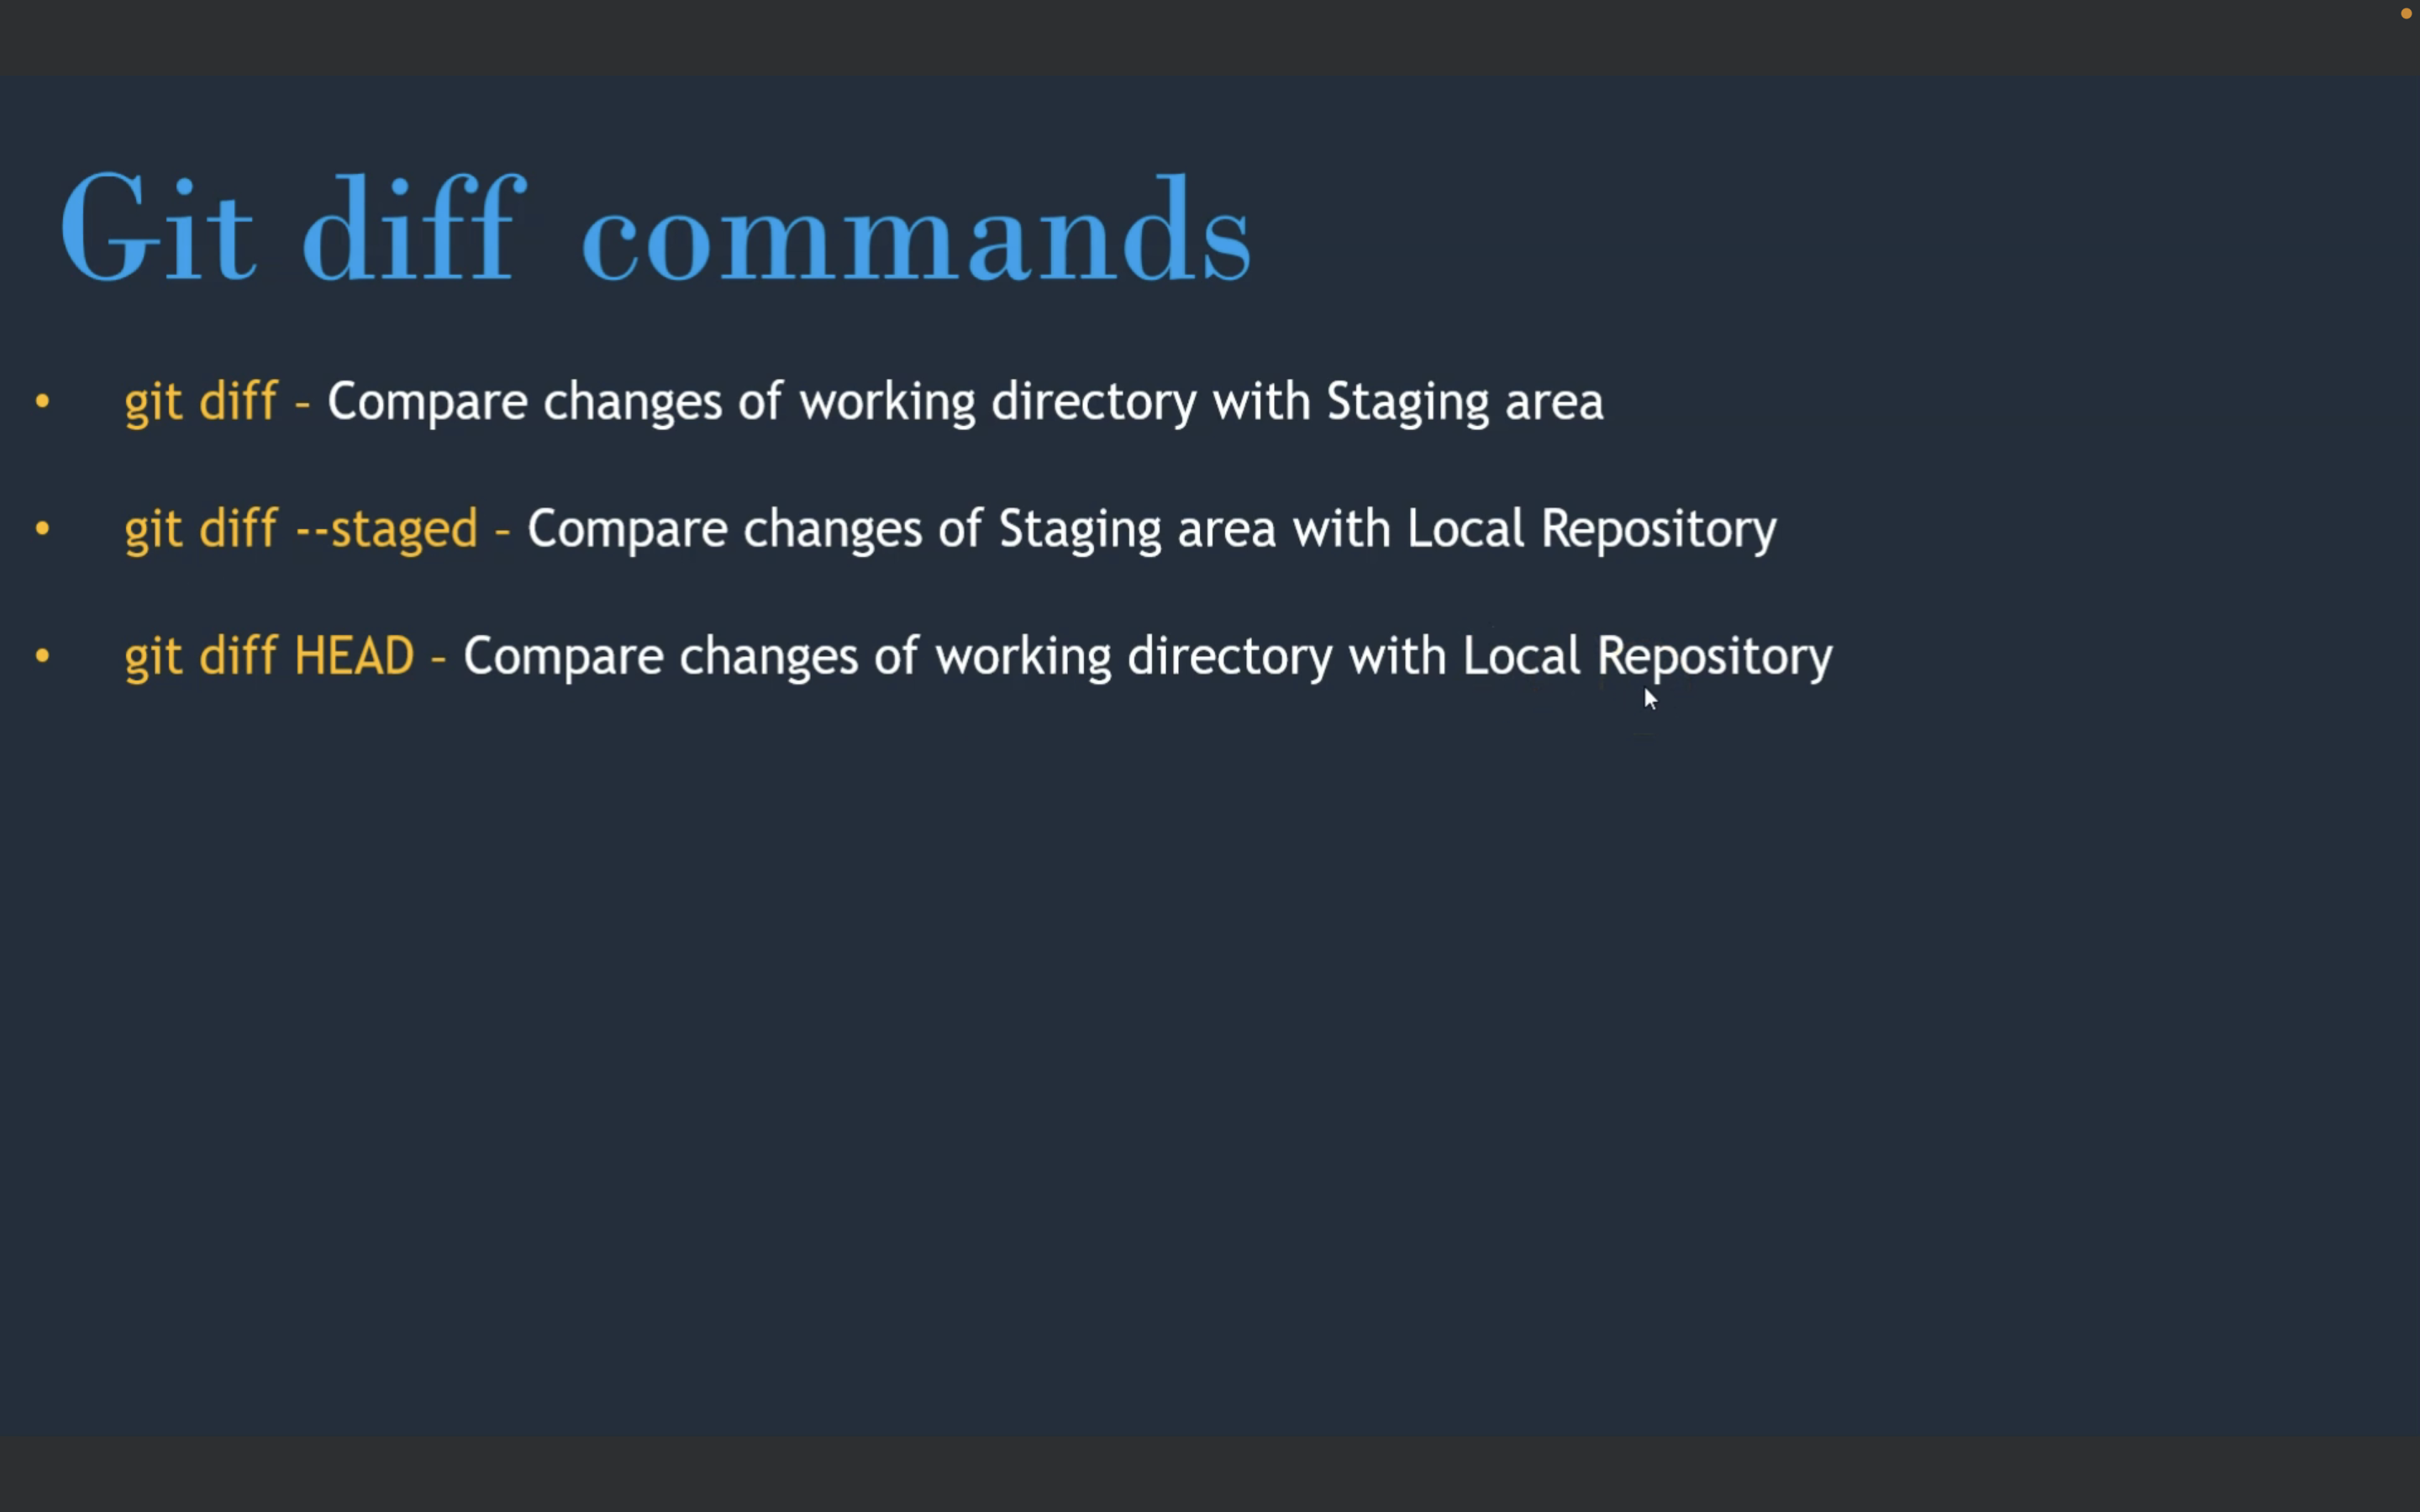 Git diff commands
• git diff - Compare changes of working directory with Staging area
• git diff --staged - Compare changes of Staging area with Local Repository
• git diff HEAD - Compare changes of working directory with Local Repository